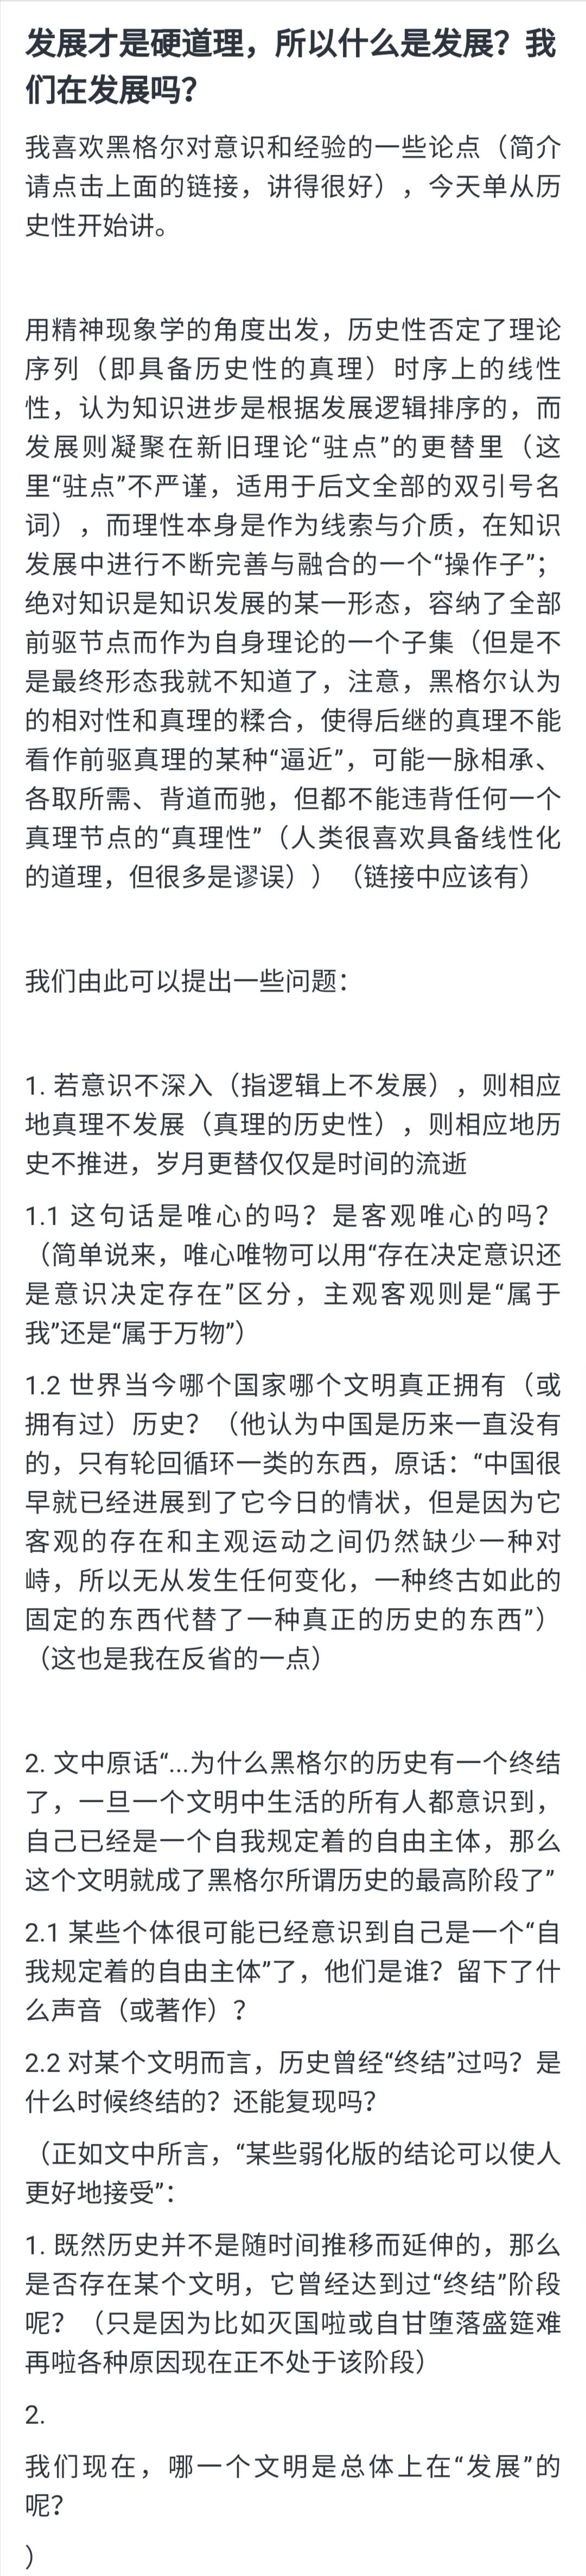 发展才是硬道理，所以什么是发展？我
们在发展吗？
我喜欢黑格尔对意识和经验的一些论点（简介
请点击上面的链接，讲得很好），今天单从历
史性开始讲。
用精神现象学的角度出发，历史性否定了理论
序列（即具备历史性的真理）时序上的线性
性，认为知识进步是根据发展逻辑排序的，而
发展则凝聚在新旧理论“驻点”的更替里（这
里“驻点”不严谨，适用于后文全部的双引号名
词），而理性本身是作为线索与介质，在知识
发展中进行不断完善与融合的一个“操作子”；
绝对知识是知识发展的某一形态，容纳了全部
前驱节点而作为自身理论的一个子集（但是不
是最终形态我就不知道了，注意，黑格尔认为
的相对性和真理的糅合，使得后继的真理不能
看作前驱真理的某种“逼近”，可能一脉相承、
各取所需、背道而驰，但都不能违背任何一个
真理节点的“真理性”（人类很喜欢具备线性化
的道理，但很多是谬误））（链接中应该有）
我们由此可以提出一些问题：
1. 若意识不深入（指逻辑上不发展），则相应
地真理不发展（真理的历史性），则相应地历
史不推进，岁月更替仅仅是时间的流逝
1.1 这句话是唯心的吗？是客观唯心的吗？
（简单说来，唯心唯物可以用“存在决定意识还
是意识决定存在”区分，主观客观则是“属于
我”还是“属于万物”）
1.2 世界当今哪个国家哪个文明真正拥有（或
拥有过）历史？（他认为中国是历来一直没有
的，只有轮回循环一类的东西，原话：“中国很
早就已经进展到了它今日的情状，但是因为它
客观的存在和主观运动之间仍然缺少一种对
峙，所以无从发生任何变化，一种终古如此的
固定的东西代替了一种真正的历史的东西”）
（这也是我在反省的一点）
2. 文中原话“...为什么黑格尔的历史有一个终结
了，一旦一个文明中生活的所有人都意识到，
自己已经是一个自我规定着的自由主体，那么
这个文明就成了黑格尔所谓历史的最高阶段了”
2.1 某些个体很可能已经意识到自己是一个“自
我规定着的自由主体”了，他们是谁？留下了什
么声音（或著作）？
2.2 对某个文明而言，历史曾经“终结”过吗？是
什么时候终结的？还能复现吗？
（正如文中所言，“某些弱化版的结论可以使人
更好地接受”：
1. 既然历史并不是随时间推移而延伸的，那么
是否存在某个文明，它曾经达到过“终结”阶段
呢？（只是因为比如灭国啦或自甘堕落盛筵难
再啦各种原因现在正不处于该阶段）
2.
我们现在，哪一个文明是总体上在“发展”的
呢？
）